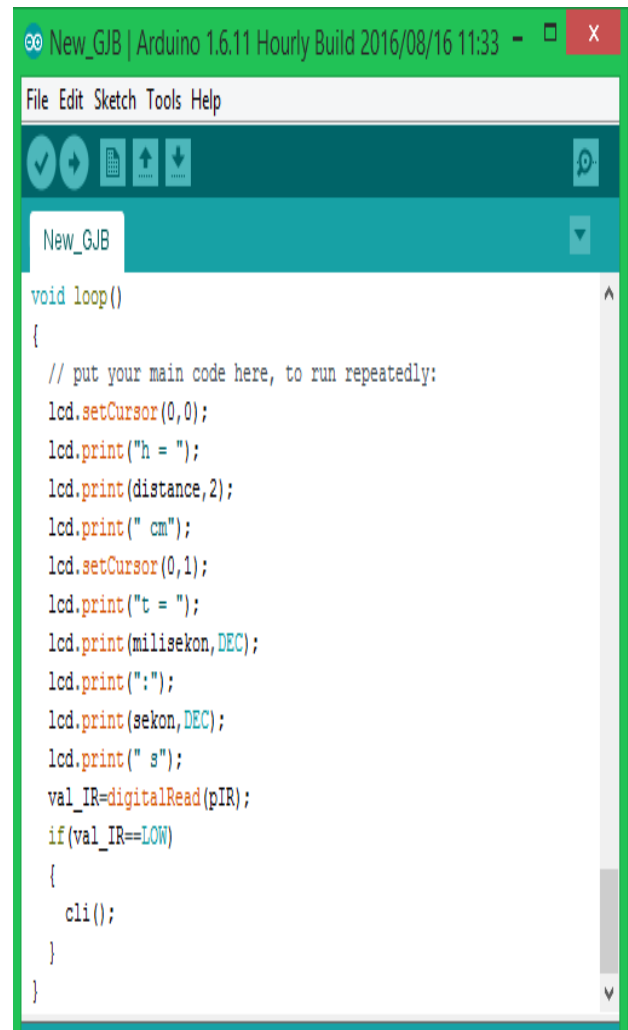 New_GJB | Arduino 1.6.11 Hourly Build 2016/08/16 11:33
File Edit Sketch Tools Help
New_GJB
void loop()
{
  // put your main code here, to run repeatedly:
  lcd.setCursor(0,0);
  lcd.print("h = ");
  lcd.print(distance,2);
  lcd.print(" cm");
  lcd.setCursor(0,1);
  lcd.print("t = ");
  lcd.print(milisekon,DEC);
  lcd.print(":");
  lcd.print(sekon,DEC);
  lcd.print(" s");
  val_IR=digitalRead(pIR);
  if(val_IR==LOW)
  {
    cli();
  }
}